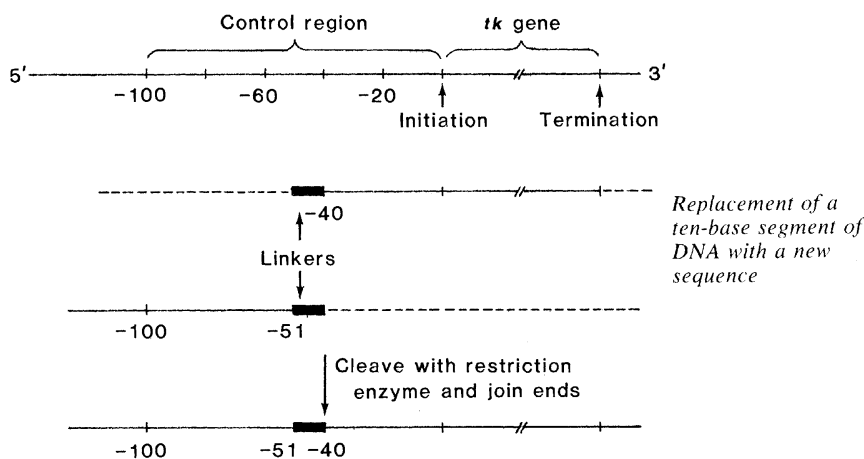 Control region tk gene
5′ 3′
-100 -60 -20
Initiation Termination
-40
Linkers
-100 -51
Cleave with restriction
enzyme and join ends
-100 -51 -40
Replacement of a
ten-base segment of
DNA with a new
sequence